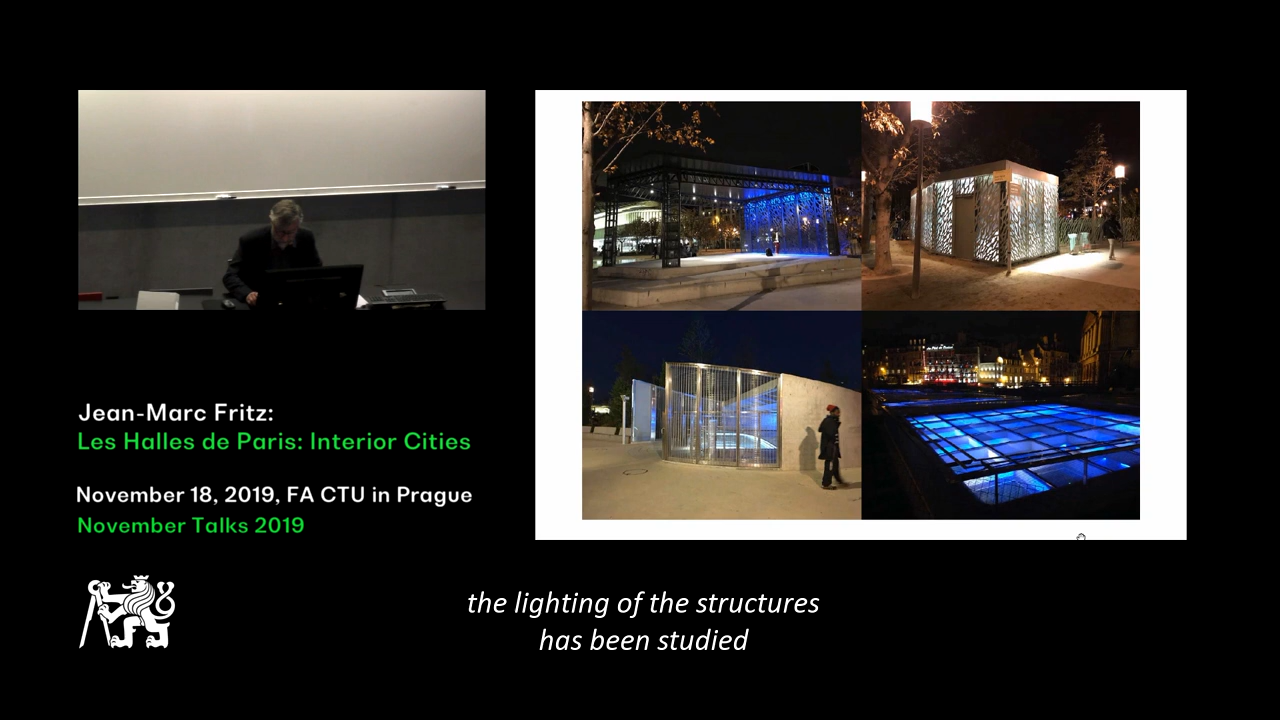 Jean-Marc Fritz:
Les Halles de Paris: Interior Cities
November 18, 2019, FA CTU in Prague
November Talks 2019
the lighting of the structures
has been studied